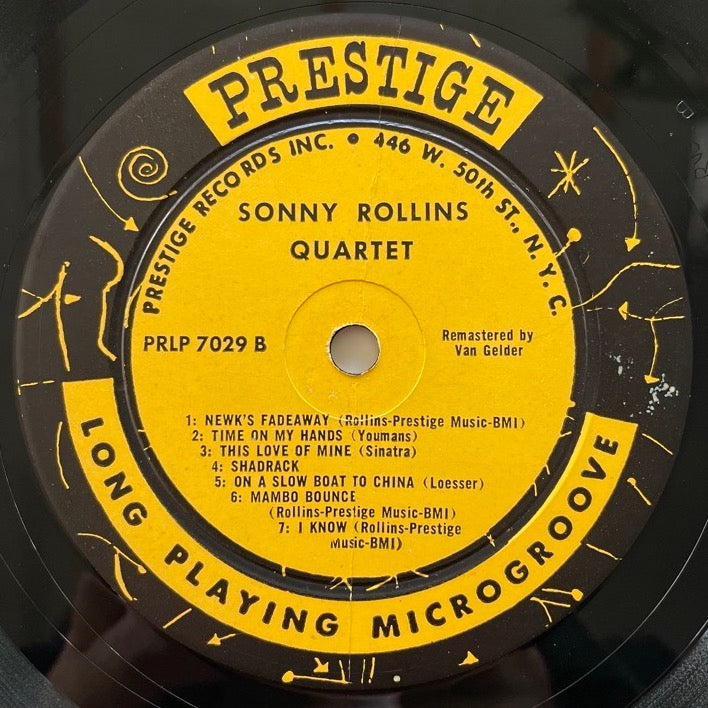 PRESTIGE
PRESTIGE RECORDS INC. • 446 W. 50th ST., N.Y.C.
SONNY ROLLINS
QUARTET
PRLP 7029 B
Remastered by
Van Gelder
1: NEWK'S FADEAWAY (Rollins-Prestige Music-BMI)
2: TIME ON MY HANDS (Youmans)
3: THIS LOVE OF MINE (Sinatra)
4: SHADRACK
5: ON A SLOW BOAT TO CHINA (Loesser)
6: MAMBO BOUNCE
(Rollins-Prestige Music-BMI)
7: I KNOW (Rollins-Prestige
Music-BMI)
LONG PLAYING MICROGROOVE